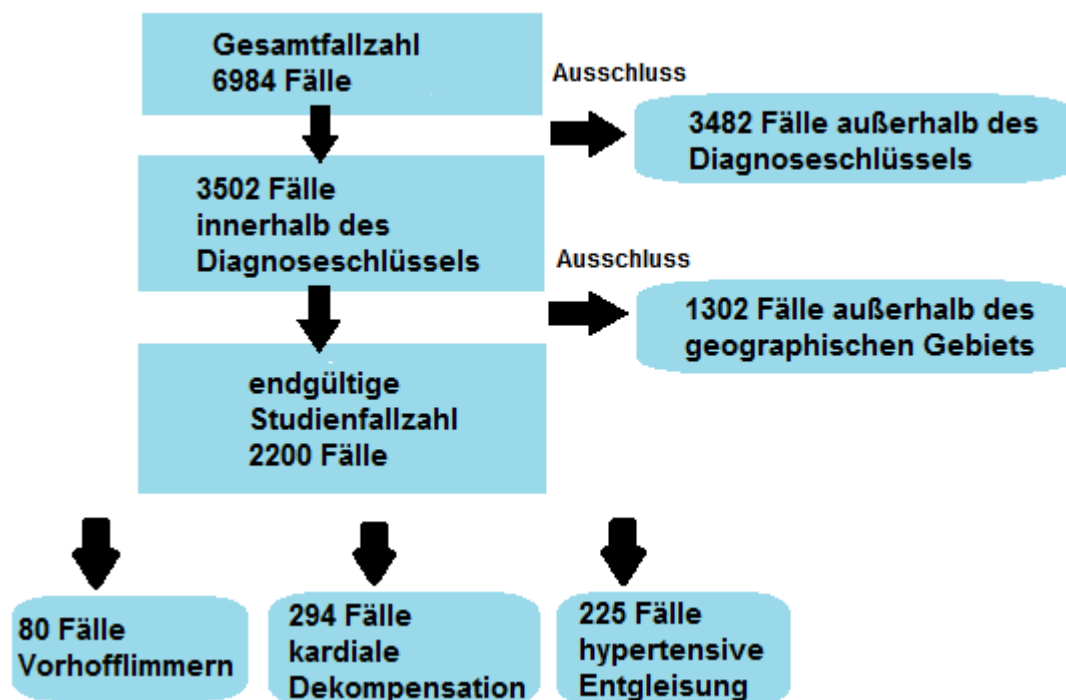 Gesamtfallzahl
6984 Fälle
Ausschluss
3482 Fälle außerhalb des
Diagnoseschlüssels
3502 Fälle
innerhalb des
Diagnoseschlüssels
Ausschluss
1302 Fälle außerhalb des
geographischen Gebiets
endgültige
Studienfallzahl
2200 Fälle
80 Fälle
Vorhofflimmern
294 Fälle
kardiale
Dekompensation
225 Fälle
hypertensive
Entgleisung